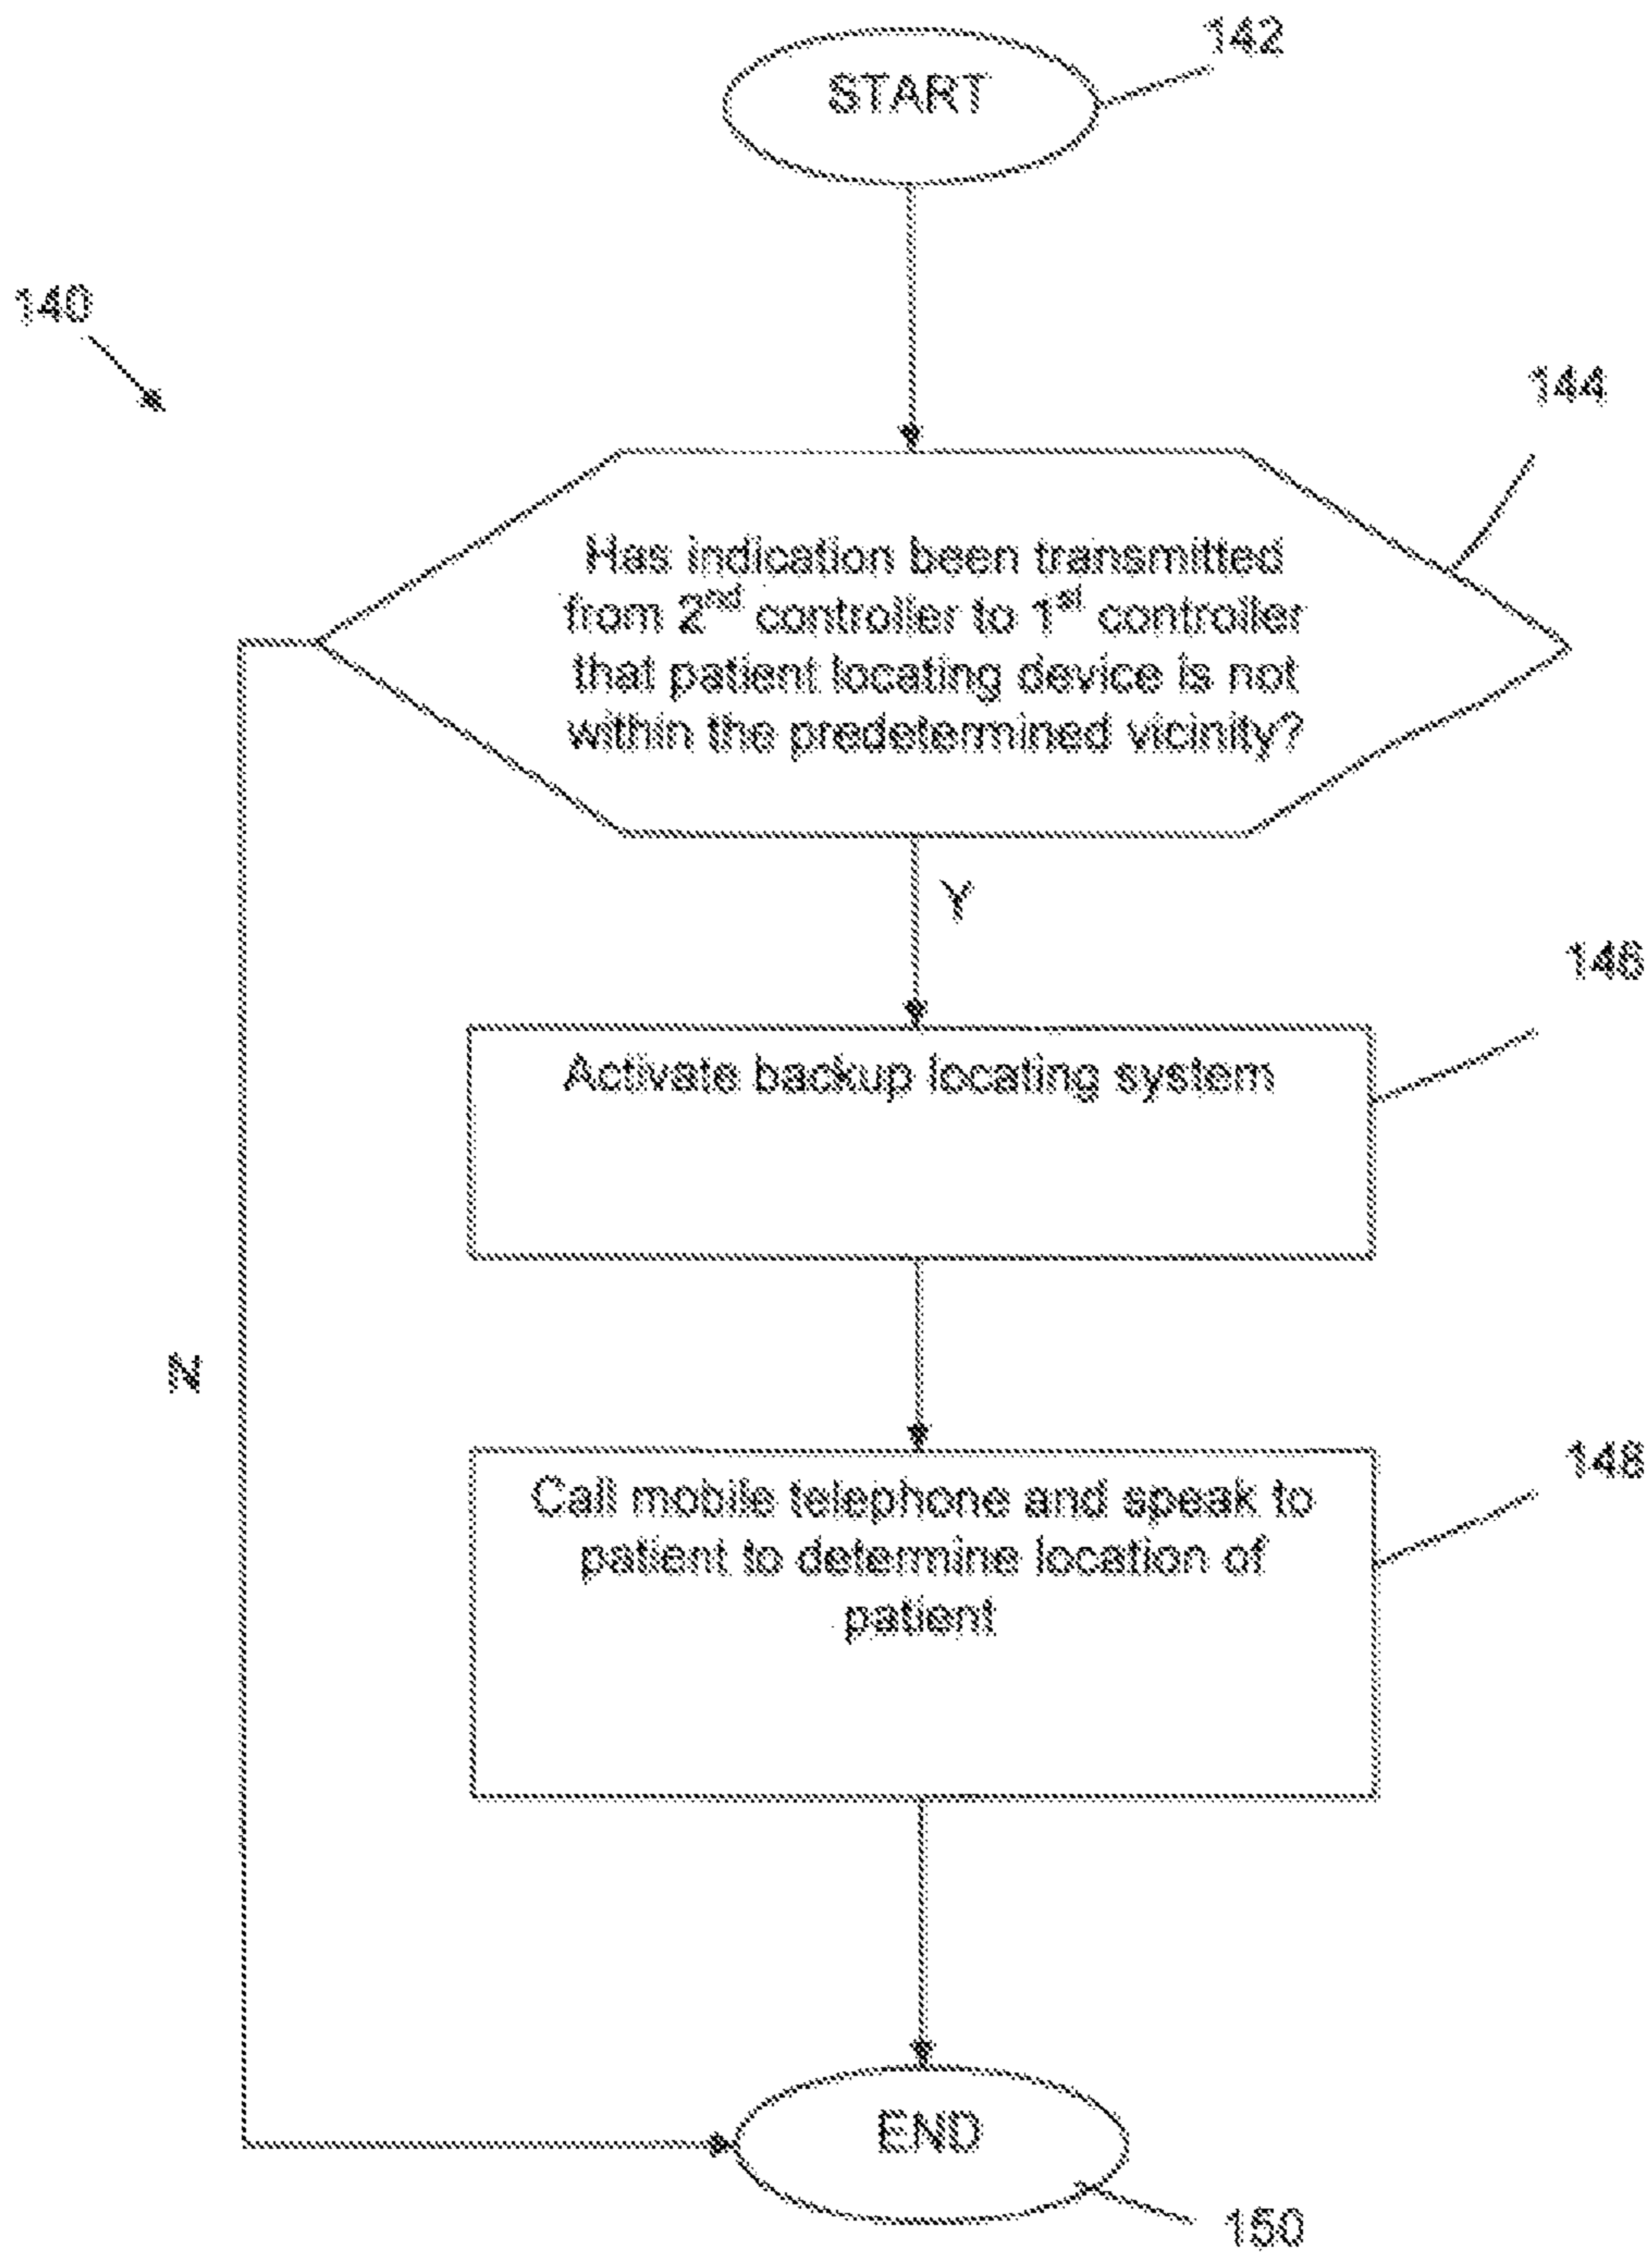 142
START
140
144
Has indication been transmitted
from 2nd controller to 1st controller
that patient locating device is not
within the predetermined vicinity?
Y
146
Activate backup locating system
N
148
Call mobile telephone and speak to
patient to determine location of
patient
END
150